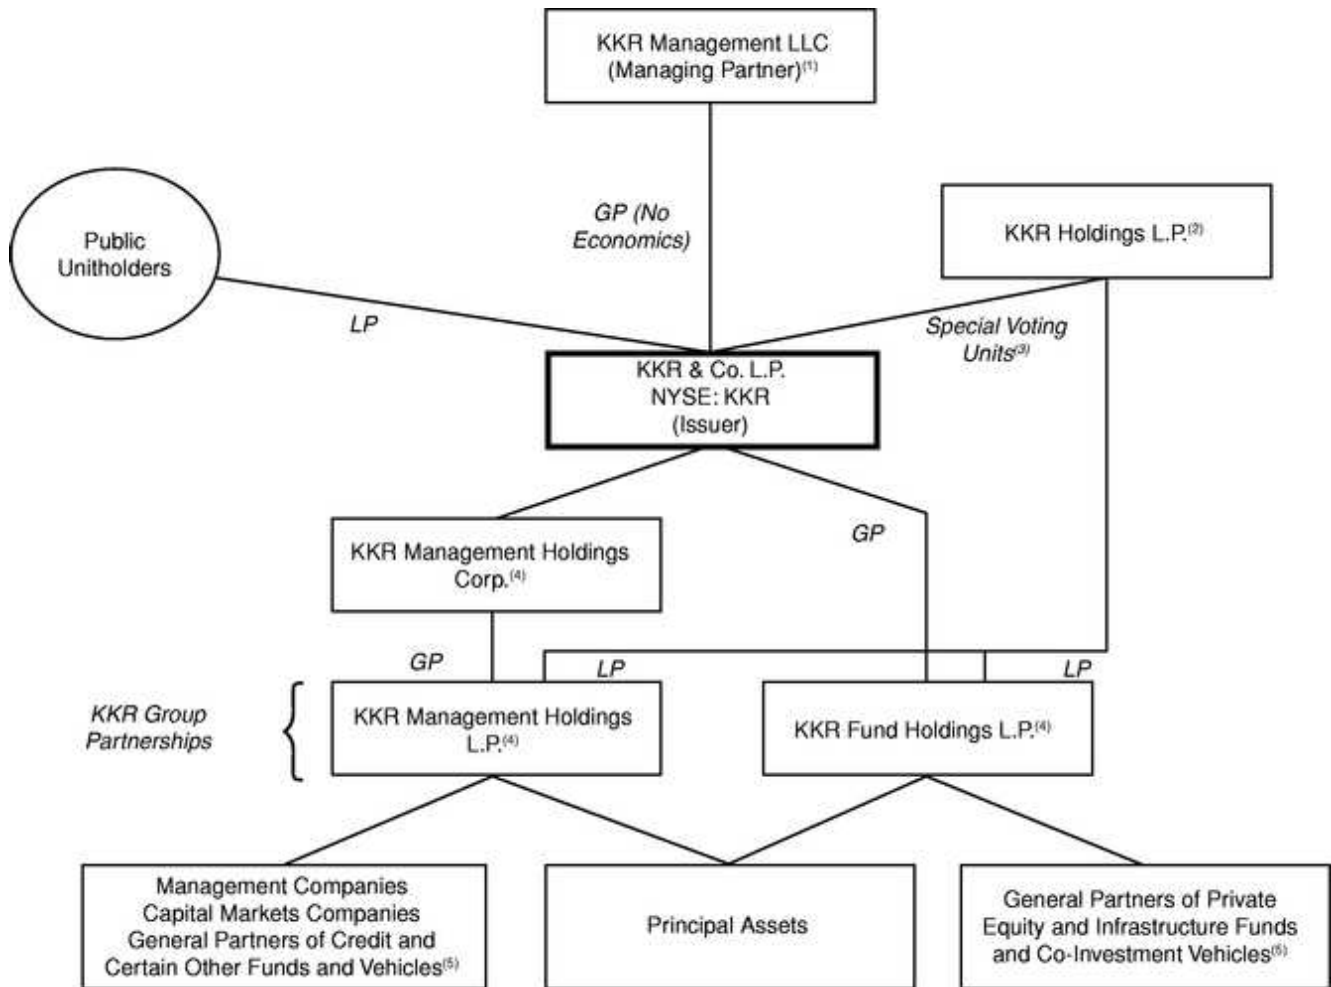 KKR Management LLC
(Managing Partner)(1)
Public
Unitholders
GP (No
Economics)
KKR Holdings L.P.(2)
LP
Special Voting
Units(3)
KKR & Co. L.P.
NYSE: KKR
(Issuer)
KKR Management Holdings
Corp.(4)
GP
GP
LP
LP
KKR Group
Partnerships
KKR Management Holdings
L.P.(4)
KKR Fund Holdings L.P.(4)
Management Companies
Capital Markets Companies
General Partners of Credit and
Certain Other Funds and Vehicles(5)
Principal Assets
General Partners of Private
Equity and Infrastructure Funds
and Co-Investment Vehicles(5)